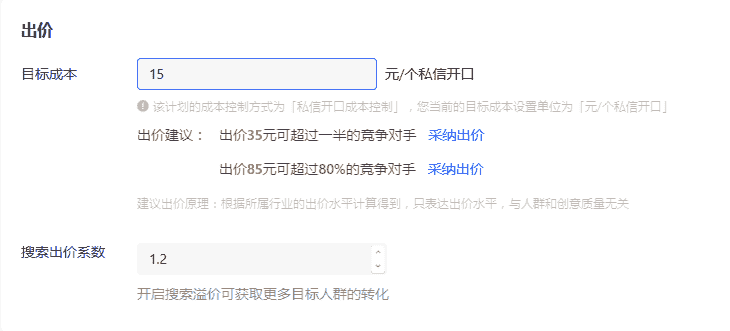 出价
目标成本 15 元/个私信开口
该计划的成本控制方式为「私信开口成本控制」，您当前的目标成本设置单位为「元/个私信开口」
出价建议： 出价35元可超过一半的竞争对手 采纳出价
出价85元可超过80%的竞争对手 采纳出价
建议出价原理：根据所属行业的出价水平计算得到，只表达出价水平，与人群和创意质量无关
搜索出价系数 1.2
开启搜索溢价可获取更多目标人群的转化